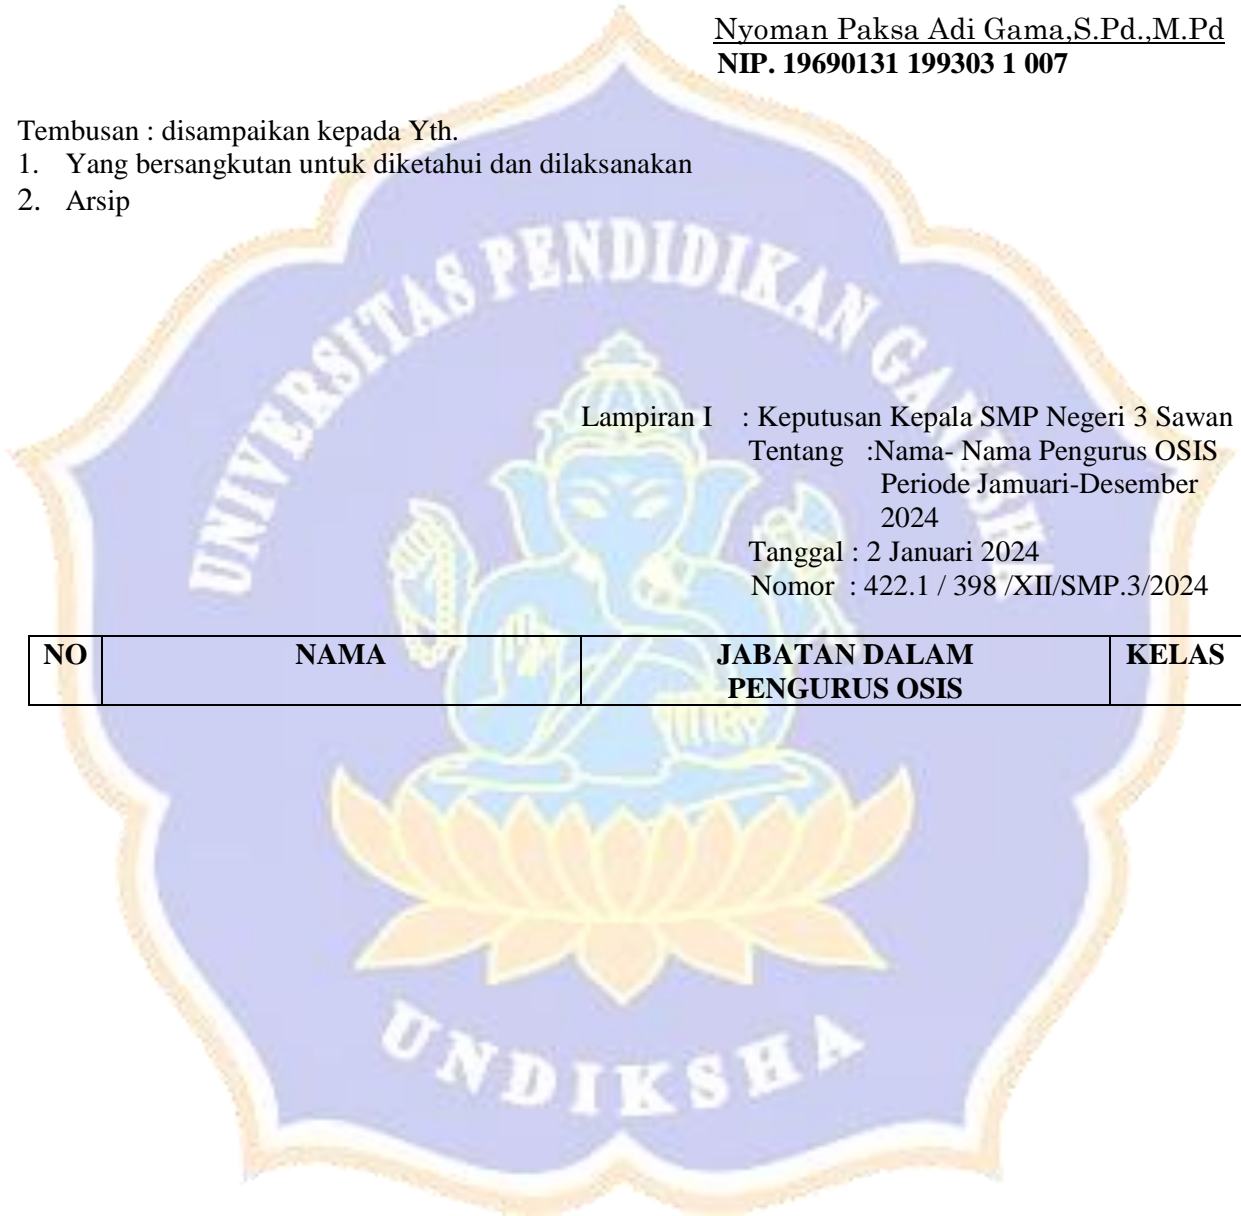 Nyoman Paksa Adi Gama,S.Pd.,M.Pd
NIP. 19690131 199303 1 007
Tembusan : disampaikan kepada Yth.
1. Yang bersangkutan untuk diketahui dan dilaksanakan
2. Arsip
UNIVERSITAS PENDIDIKAN GANESHA
Lampiran I : Keputusan Kepala SMP Negeri 3 Sawan
Tentang :Nama- Nama Pengurus OSIS
Periode Jamuari-Desember
2024
Tanggal : 2 Januari 2024
Nomor : 422.1 / 398 /XII/SMP.3/2024
NO NAMA JABATAN DALAM KELAS
PENGURUS OSIS
UNDIKSHA